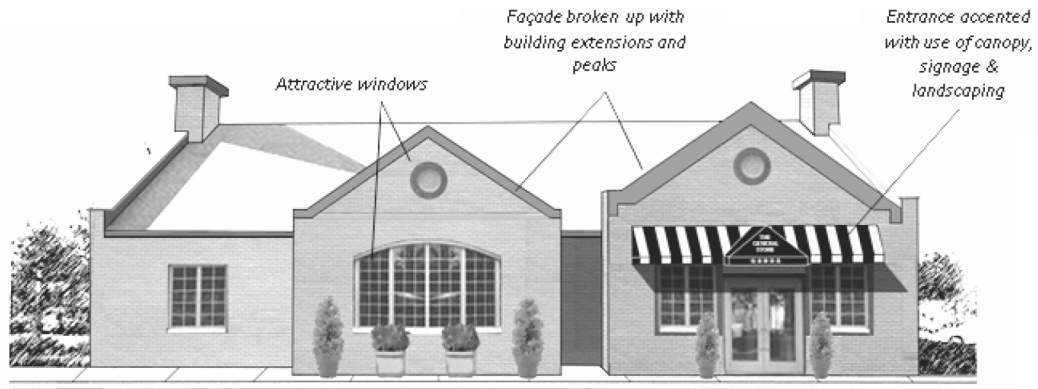 Façade broken up with
building extensions and
peaks
Entrance accented
with use of canopy,
signage &
landscaping
Attractive windows
THE
GENERAL
STORE